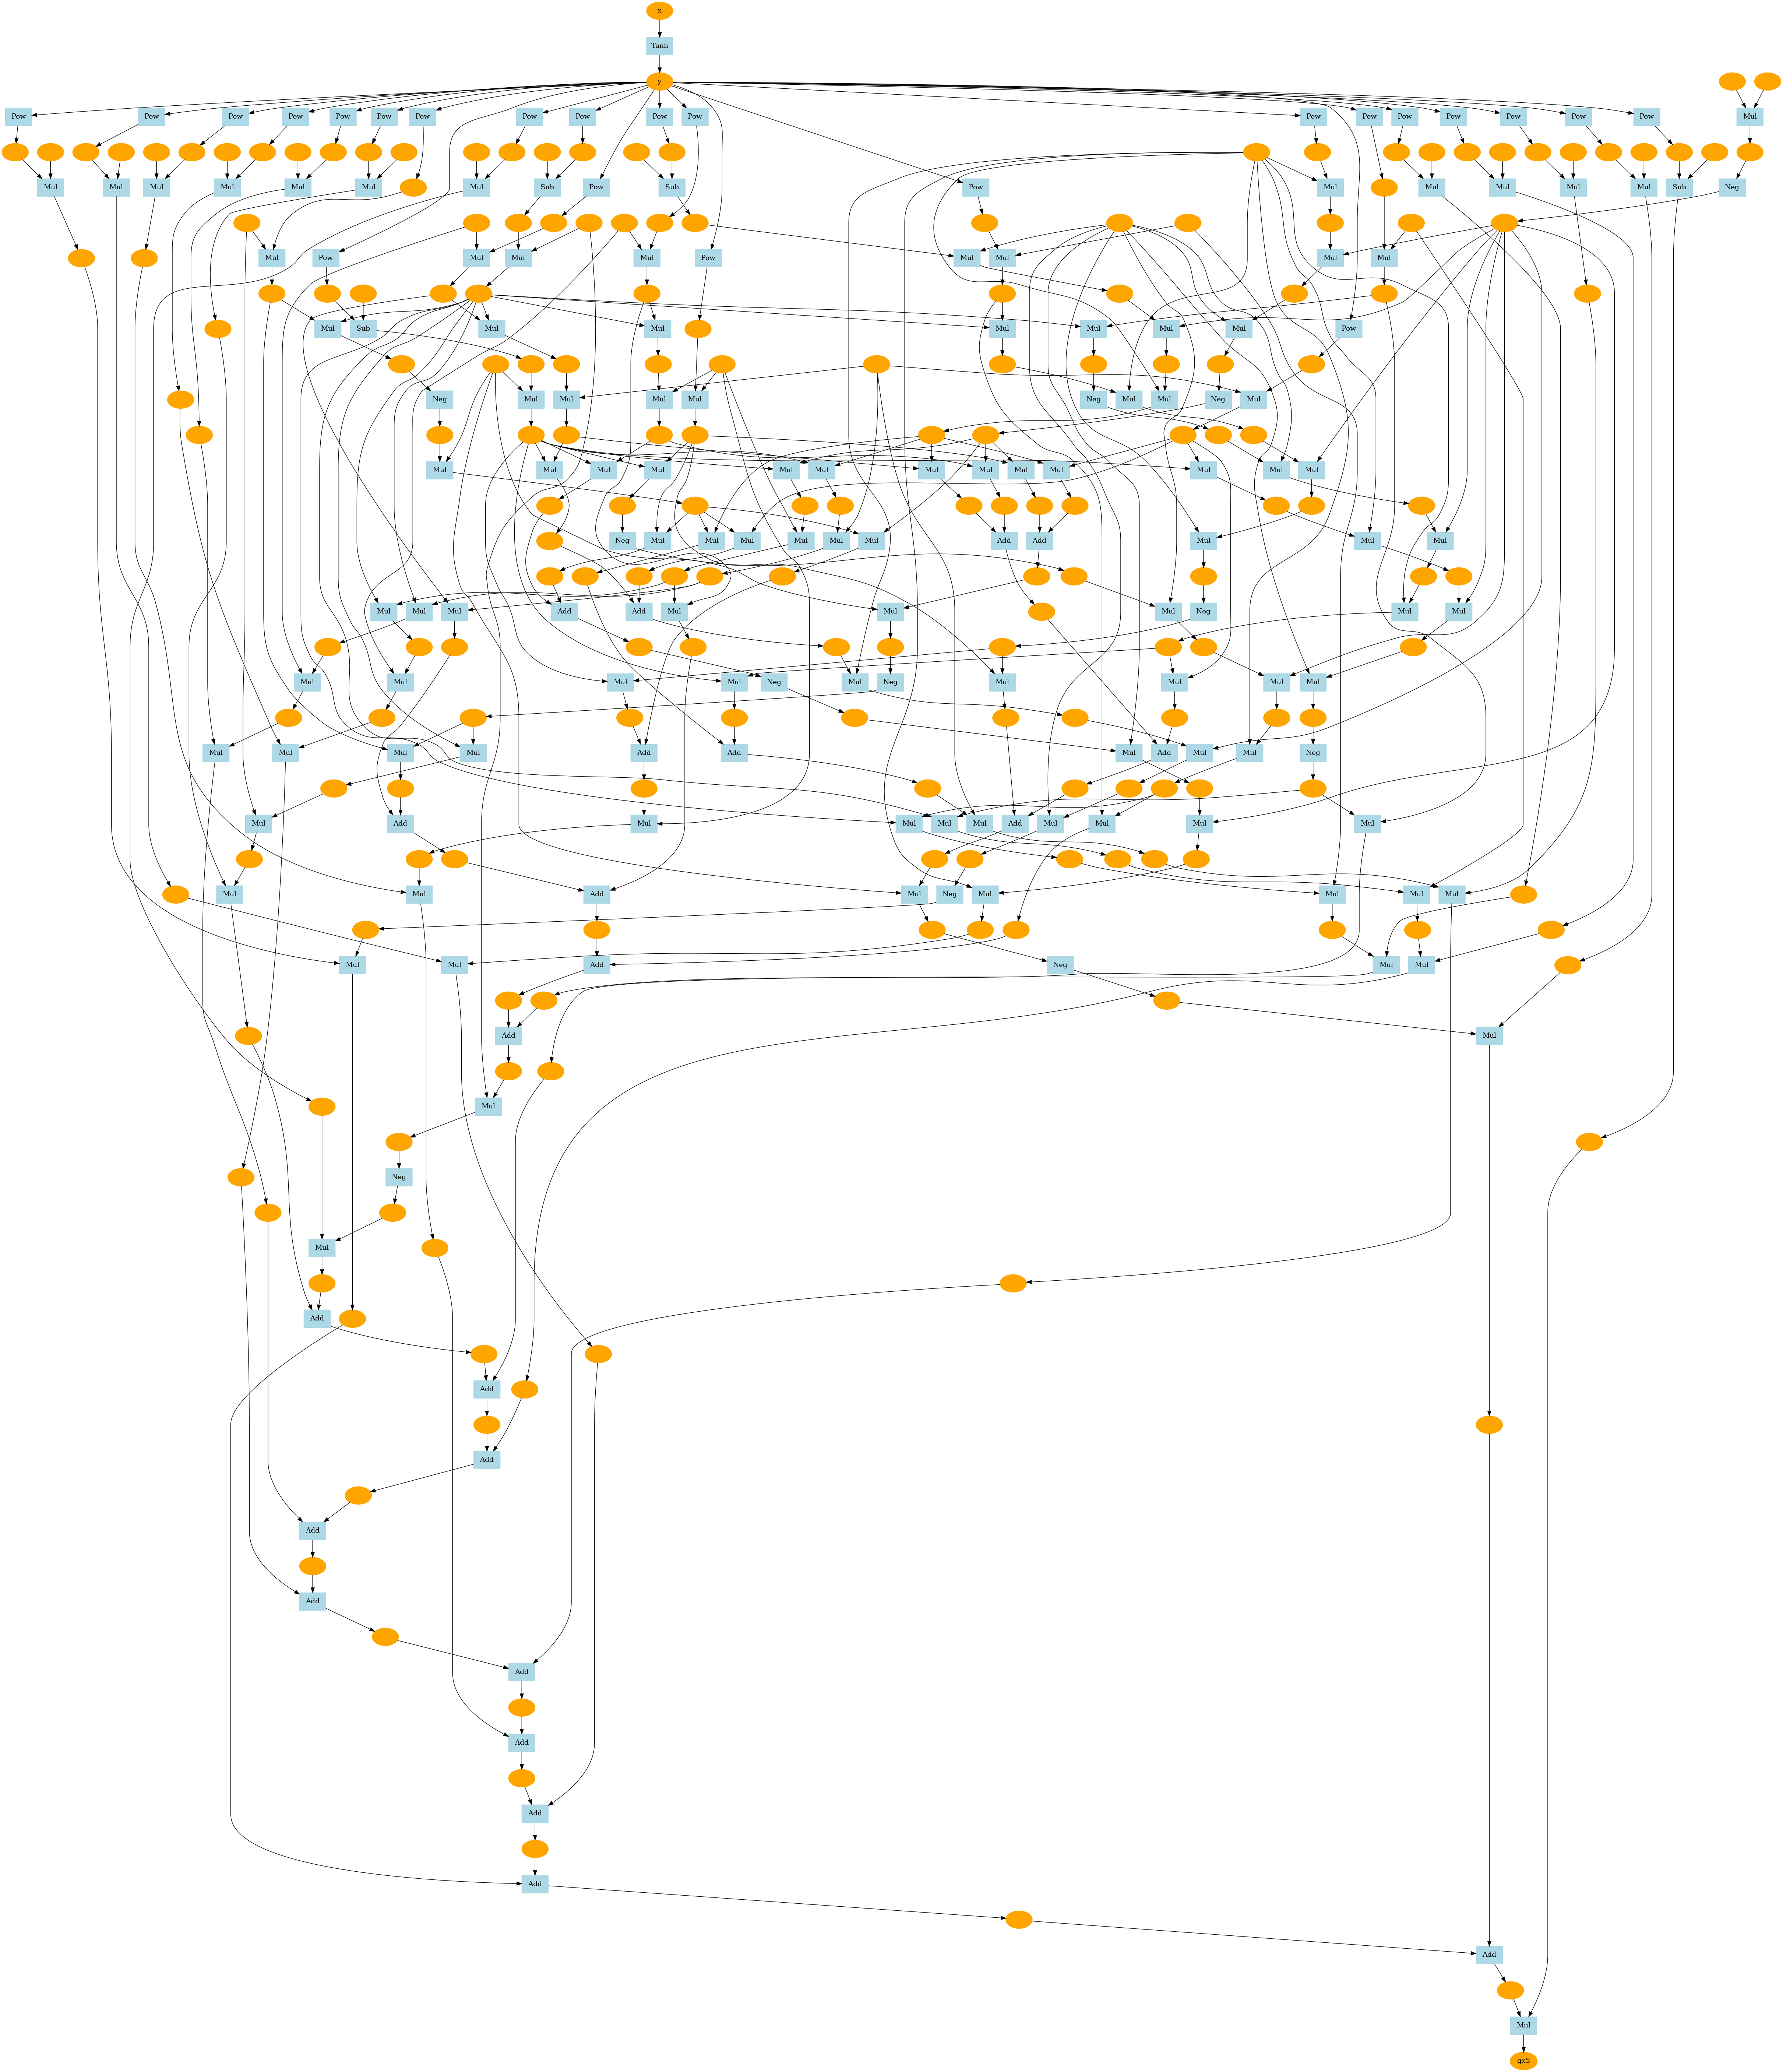 x
Tanh
y
Pow Pow Pow Pow Pow Pow Pow Pow Pow Pow Pow Pow Pow Pow Pow Pow Pow Pow Mul
Mul Mul Mul Mul Mul Mul Mul Sub Pow Sub Pow Mul Mul Mul Mul Mul Sub Neg
Mul Pow Mul Mul Mul Pow Mul Mul Mul Mul
Mul Sub Mul Mul Mul Mul Mul Mul Pow
Neg Mul Mul Mul Mul Neg Mul Mul Neg Mul
Mul Mul Mul Mul Mul Mul Mul Mul Mul Mul Mul Mul Mul
Neg Mul Mul Mul Mul Mul Mul Add Add Mul Mul Mul
Mul Mul Mul Add Add Mul Mul Mul Neg Mul Mul
Mul Mul Mul Mul Neg Mul Neg Mul Mul Mul Mul
Mul Mul Mul Mul Add Add Mul Add Mul Mul Neg
Mul Add Mul Mul Mul Mul Add Mul Mul Mul Mul
Mul Mul Add Mul Neg Mul Mul Mul Mul
Mul Mul Add Neg Mul Mul
Add Mul
Mul
Neg
Mul
Add
Add
Add
Add
Add
Add
Add
Add
Add
Add
Mul
gx5